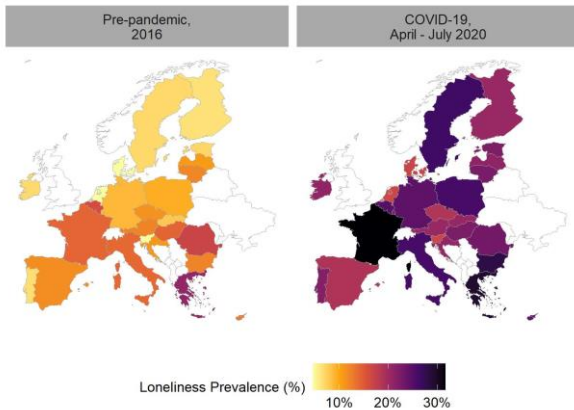 Pre-pandemic,
2016
COVID-19,
April - July 2020
Loneliness Prevalence (%)
10%
20%
30%